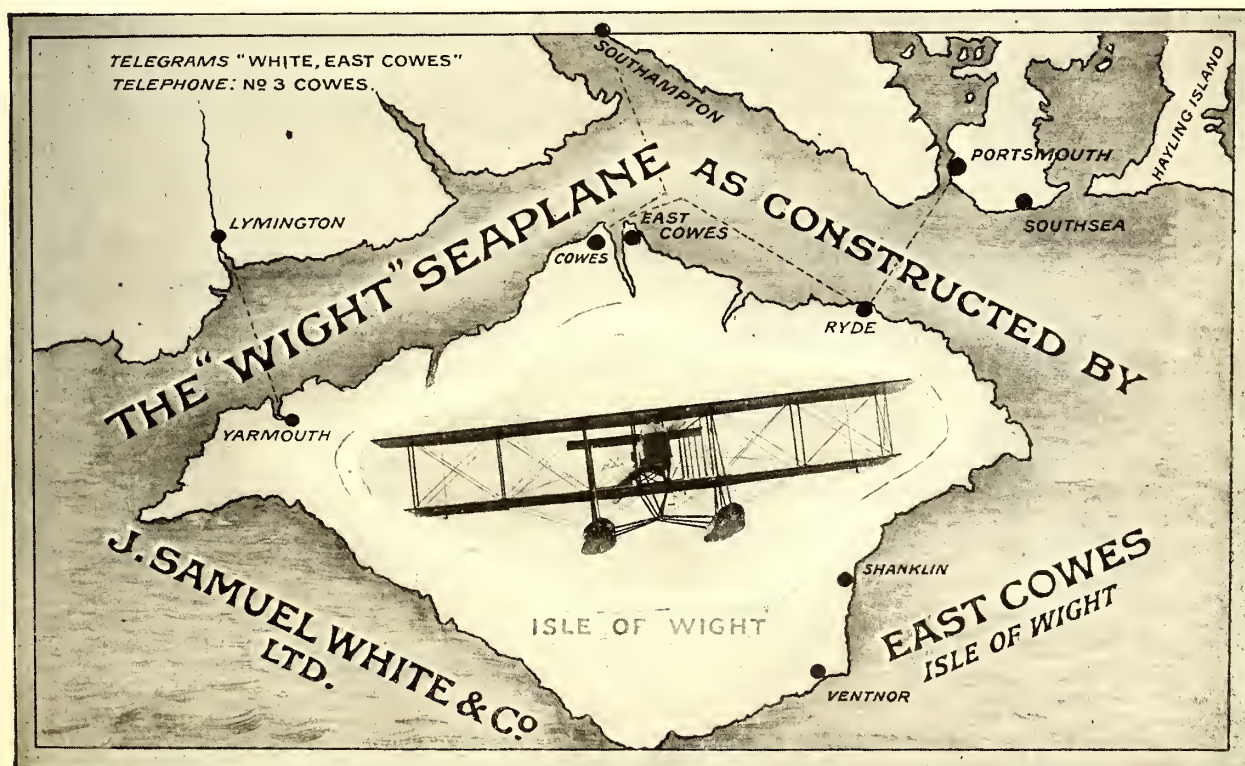 TELEGRAMS "WHITE, EAST COWES"
TELEPHONE: Nº 3 COWES.
SOUTHAMPTON
HAYLING ISLAND
PORTSMOUTH
SOUTHSEA
LYMINGTON
THE "WIGHT" SEAPLANE AS CONSTRUCTED BY
EAST
COWES
COWES
RYDE
YARMOUTH
SHANKLIN
ISLE OF WIGHT
VENTNOR
J. SAMUEL WHITE & Cº
LTD.
EAST COWES
ISLE OF WIGHT